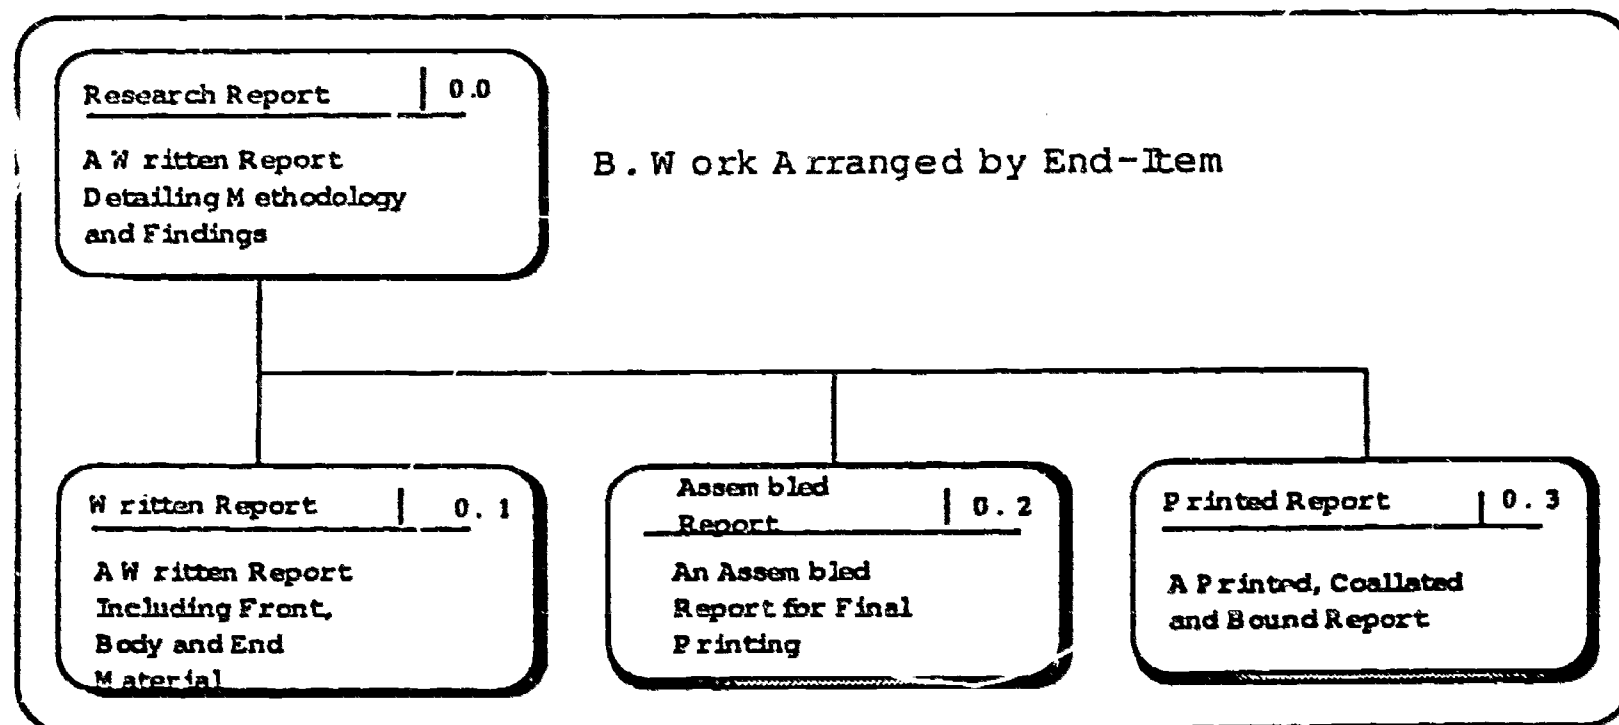 Research Report | 0.0
A Written Report
Detailing Methodology
and Findings
B. Work Arranged by End-Item
Written Report | 0.1
A Written Report
Including Front,
Body and End
Material
Assembled
Report | 0.2
An Assembled
Report for Final
Printing
Printed Report | 0.3
A Printed, Coallated
and Bound Report